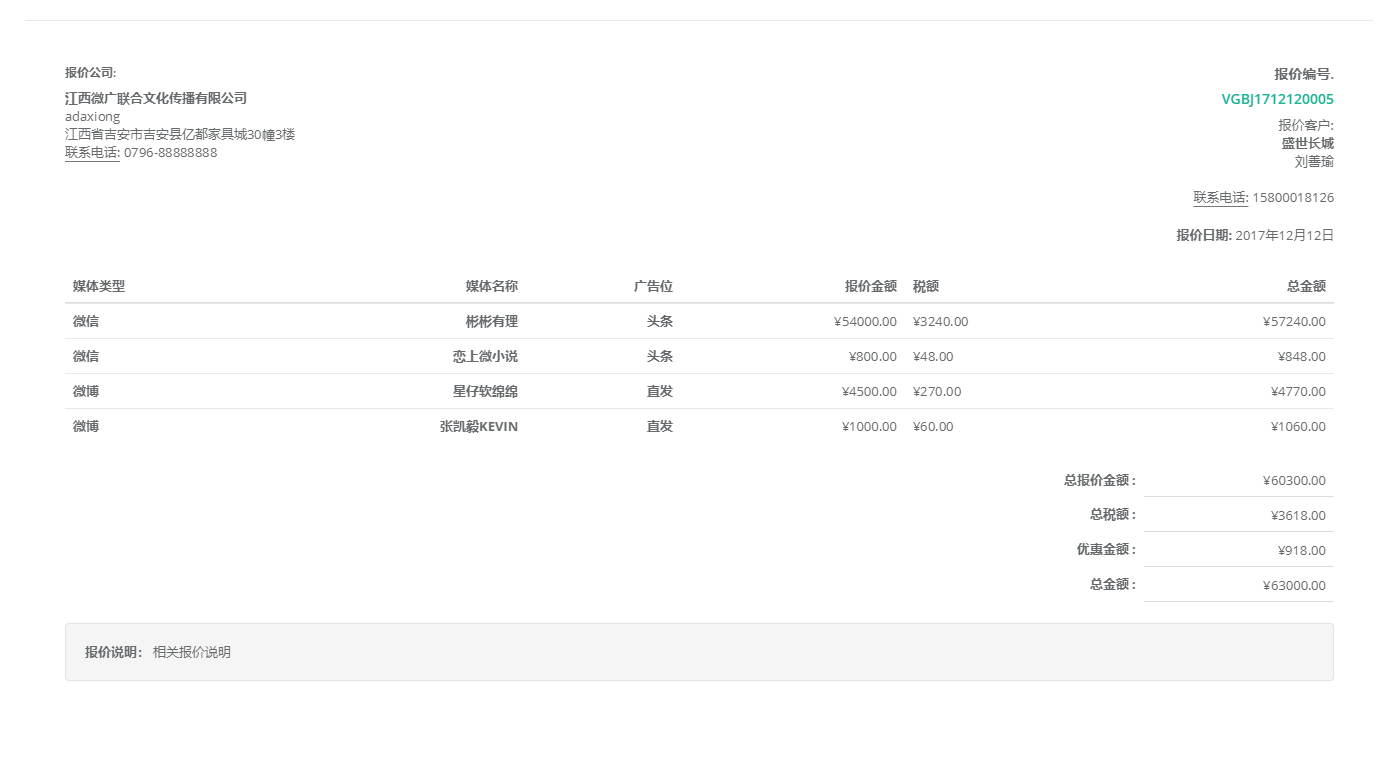 报价公司:
江西微广联合文化传播有限公司
adaxiong
江西省吉安市吉安县亿都家具城30幢3楼
联系电话: 0796-88888888
报价编号.
VGBJ1712120005
报价客户:
盛世长城
刘善瑜
联系电话: 15800018126
报价日期: 2017年12月12日
媒体类型 媒体名称 广告位 报价金额 税额 总金额
微信 彬彬有理 头条 ¥54000.00 ¥3240.00 ¥57240.00
微信 恋上微小说 头条 ¥800.00 ¥48.00 ¥848.00
微博 星仔软绵绵 直发 ¥4500.00 ¥270.00 ¥4770.00
微博 张凯毅KEVIN 直发 ¥1000.00 ¥60.00 ¥1060.00
总报价金额 : ¥60300.00
总税额 : ¥3618.00
优惠金额 : ¥918.00
总金额 : ¥63000.00
报价说明： 相关报价说明